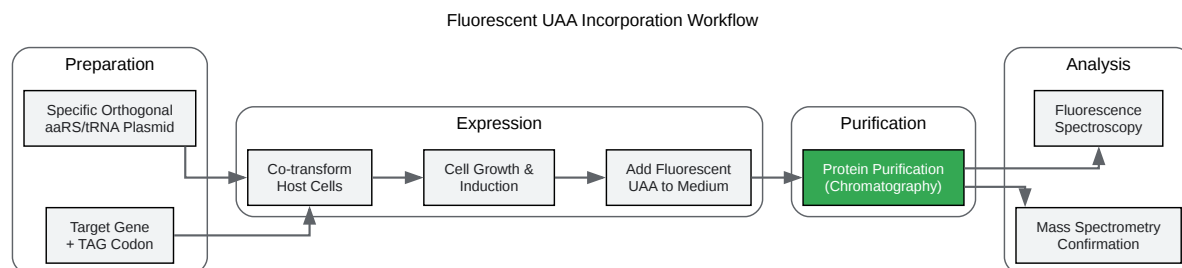 Fluorescent UAA Incorporation Workflow
Preparation
Specific Orthogonal
aaRS/tRNA Plasmid
Target Gene
+ TAG Codon
Expression
Co-transform
Host Cells
Cell Growth &
Induction
Add Fluorescent
UAA to Medium
Purification
Protein Purification
(Chromatography)
Analysis
Fluorescence
Spectroscopy
Mass Spectrometry
Confirmation